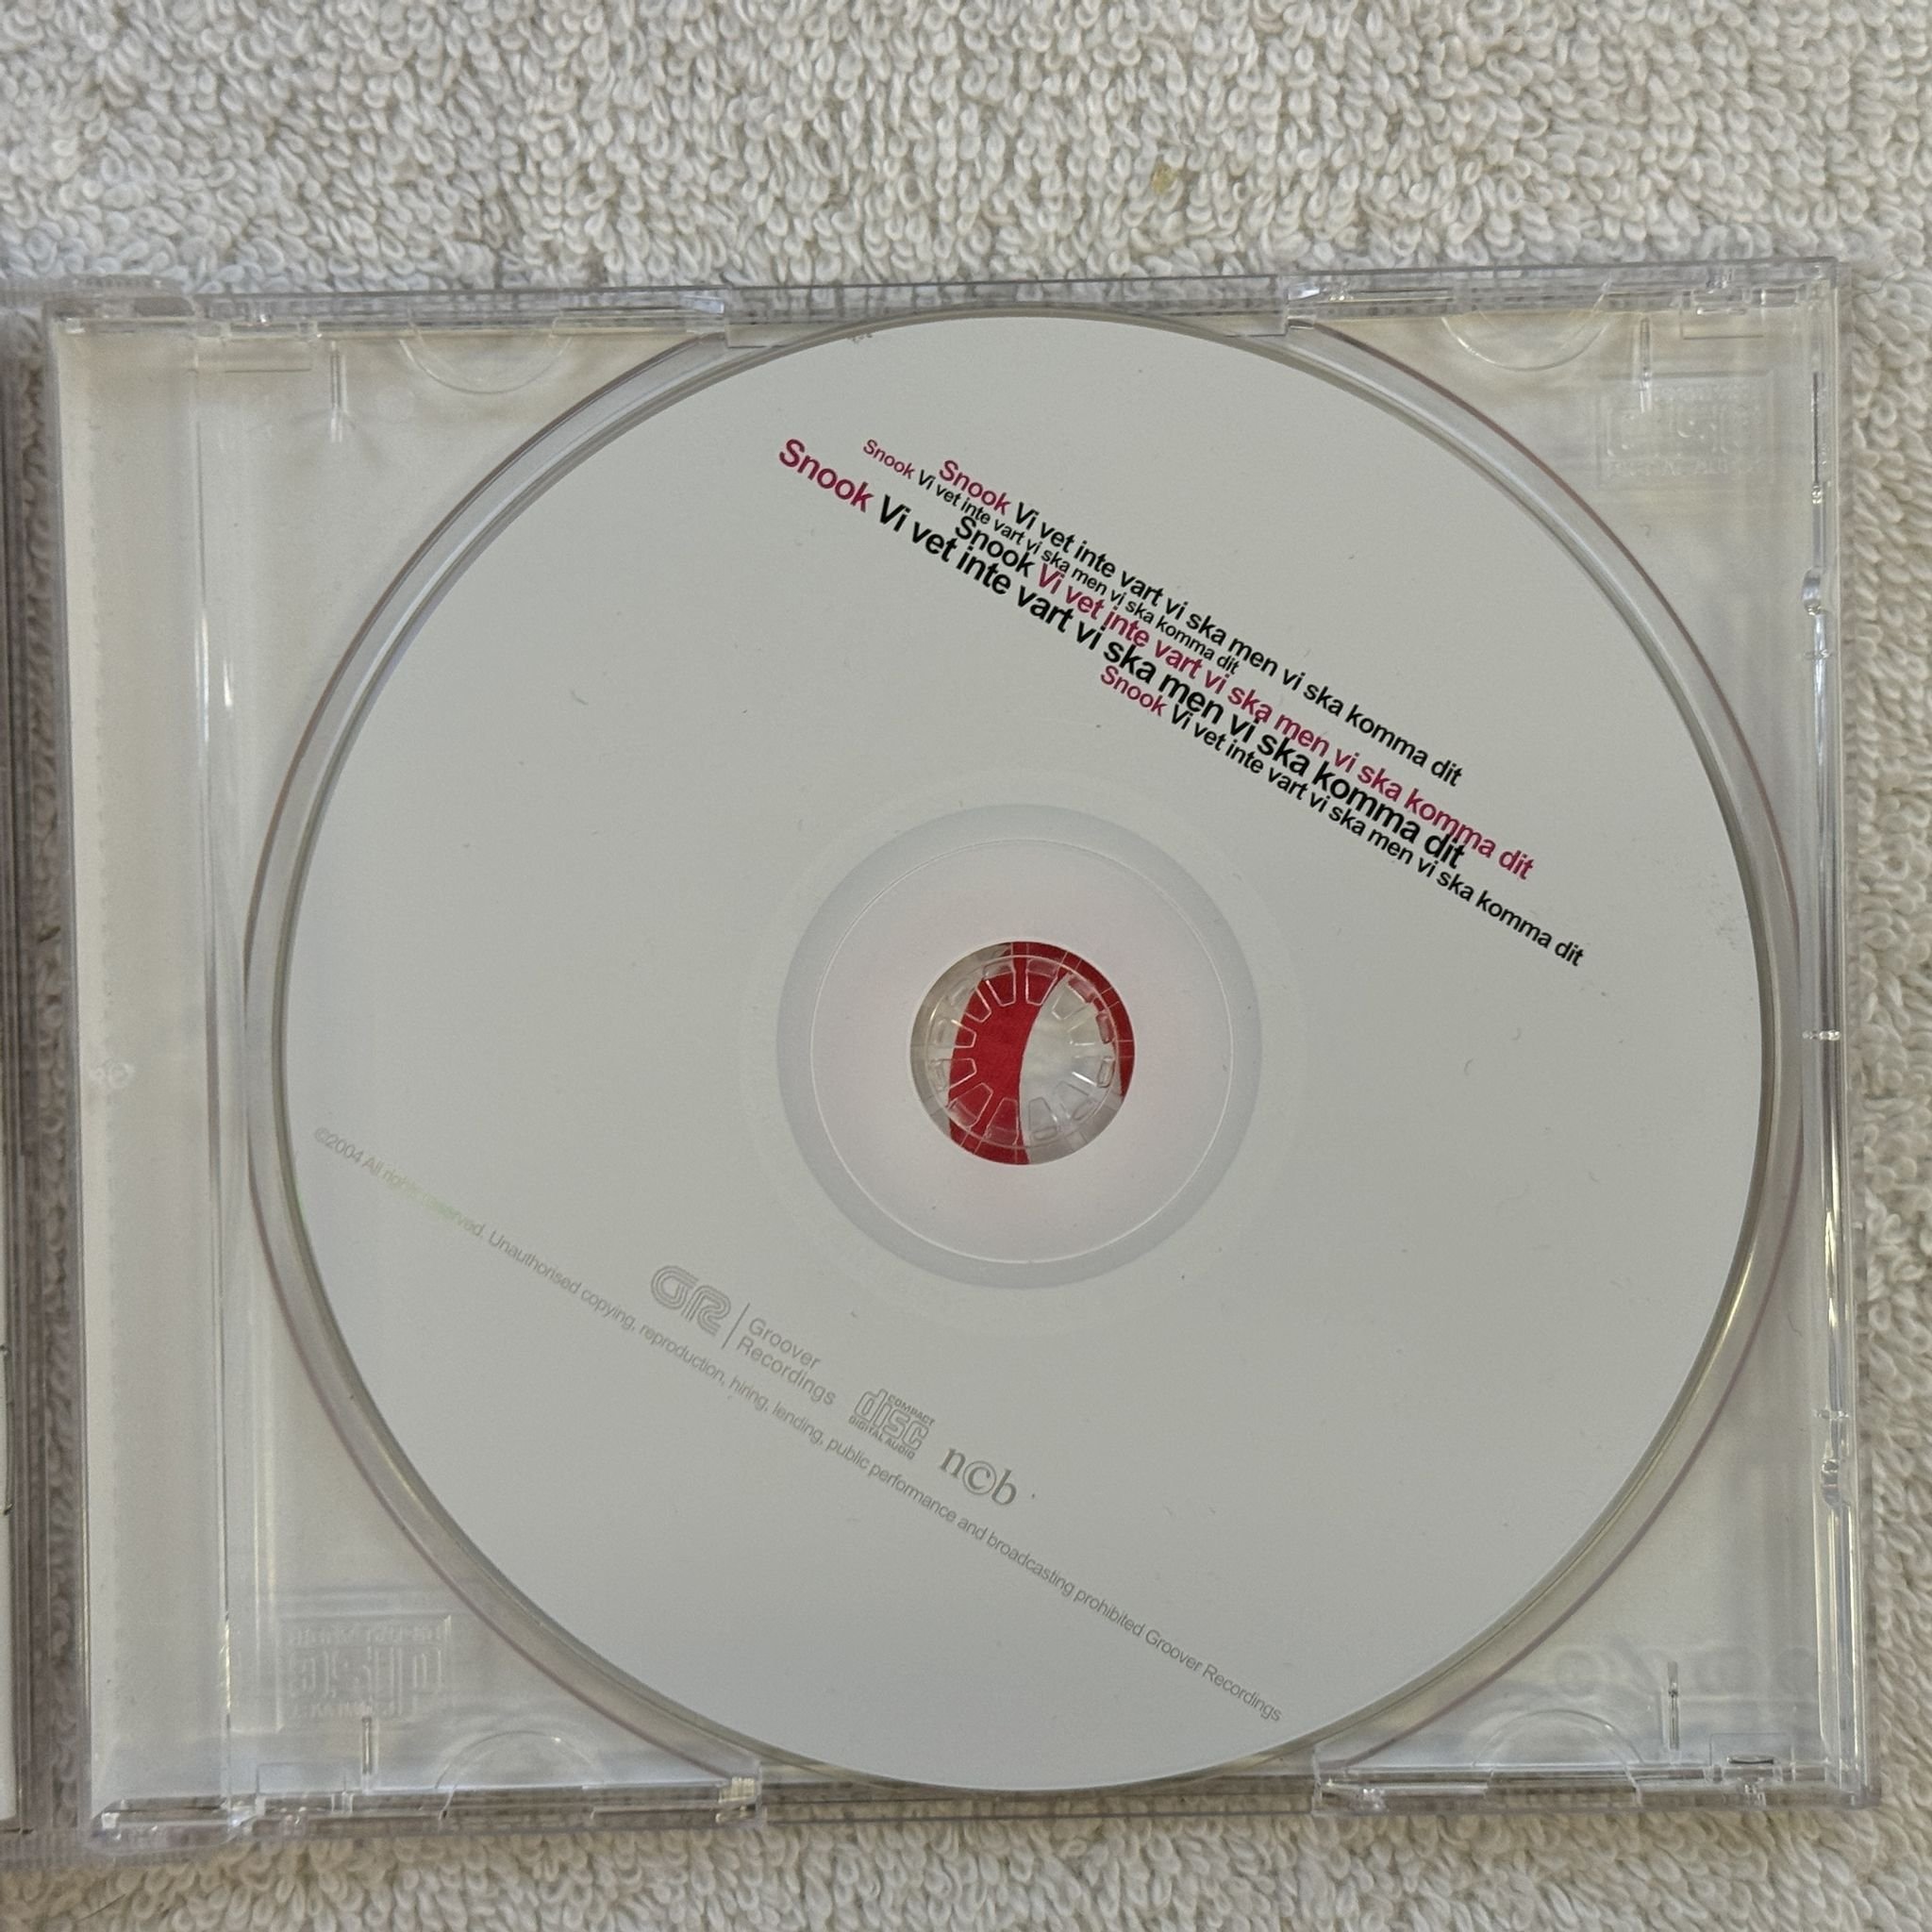 Snook Vi vet inte vart vi ska men vi ska komma dit
Snook Vi vet inte vart vi ska men vi ska komma dit
Snook Vi vet inte vart vi ska men vi ska komma dit
Snook Vi vet inte vart vi ska men vi ska komma dit
Snook Vi vet inte vart vi ska men vi ska komma dit
GR Groover
Recordings
COMPACT
disc
DIGITAL AUDIO
n©b
©2004 All rights reserved. Unauthorised copying, reproduction, hiring, lending, public performance and broadcasting prohibited Groover Recordings